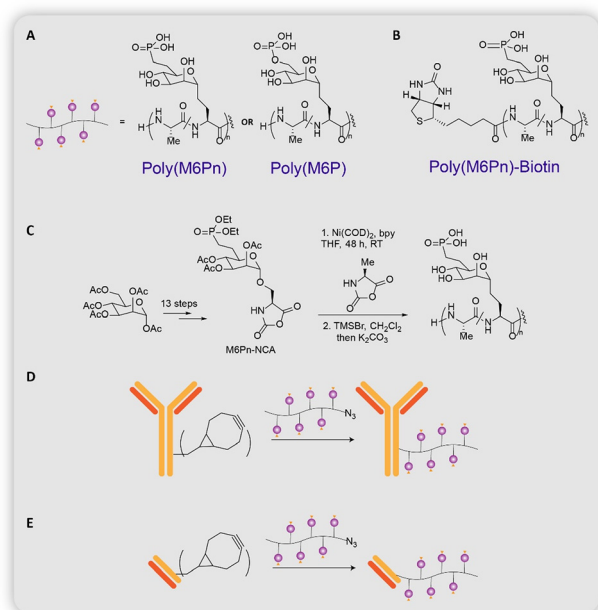 A
B
O
OH
P
OH
OH
HO
HO
O
H
N
H
Me
O
N
H
O
n
=
OR
O
OH
P
OH
O
OH
HO
HO
O
H
N
H
Me
O
N
H
O
n
O
HN
NH
H
H
S
O
O
OH
P
OH
OH
HO
HO
O
H
N
Me
O
N
H
O
n
Poly(M6Pn)
Poly(M6P)
Poly(M6Pn)-Biotin
C
AcO
AcO
AcO
OAc
O
OAc
13 steps
OEt
O
P
OEt
OAc
AcO
AcO
O
O
HN
O
O
O
M6Pn-NCA
1. Ni(COD)2, bpy
THF, 48 h, RT
Me
HN
O
O
O
2. TMSBr, CH2Cl2
then K2CO3
OH
O
P
OH
OH
HO
HO
O
H
N
H
Me
O
N
H
O
n
D
N3
E
N3